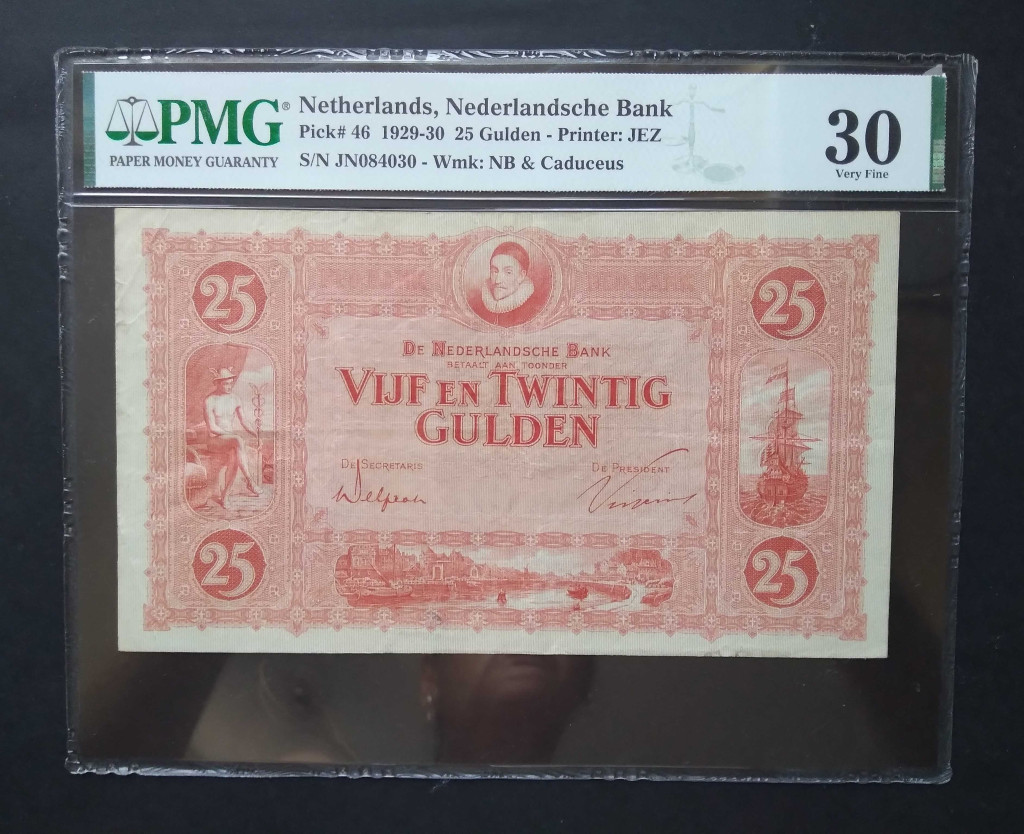 PMG®
PAPER MONEY GUARANTY
Netherlands, Nederlandsche Bank
Pick# 46 1929-30 25 Gulden - Printer: JEZ
S/N JN084030 - Wmk: NB & Caduceus
30
Very Fine
25
25
DE NEDERLANDSCHE BANK
BETAALT AAN TOONDER
VIJF EN TWINTIG
GULDEN
DE SECRETARIS
DE PRESIDENT
25
25